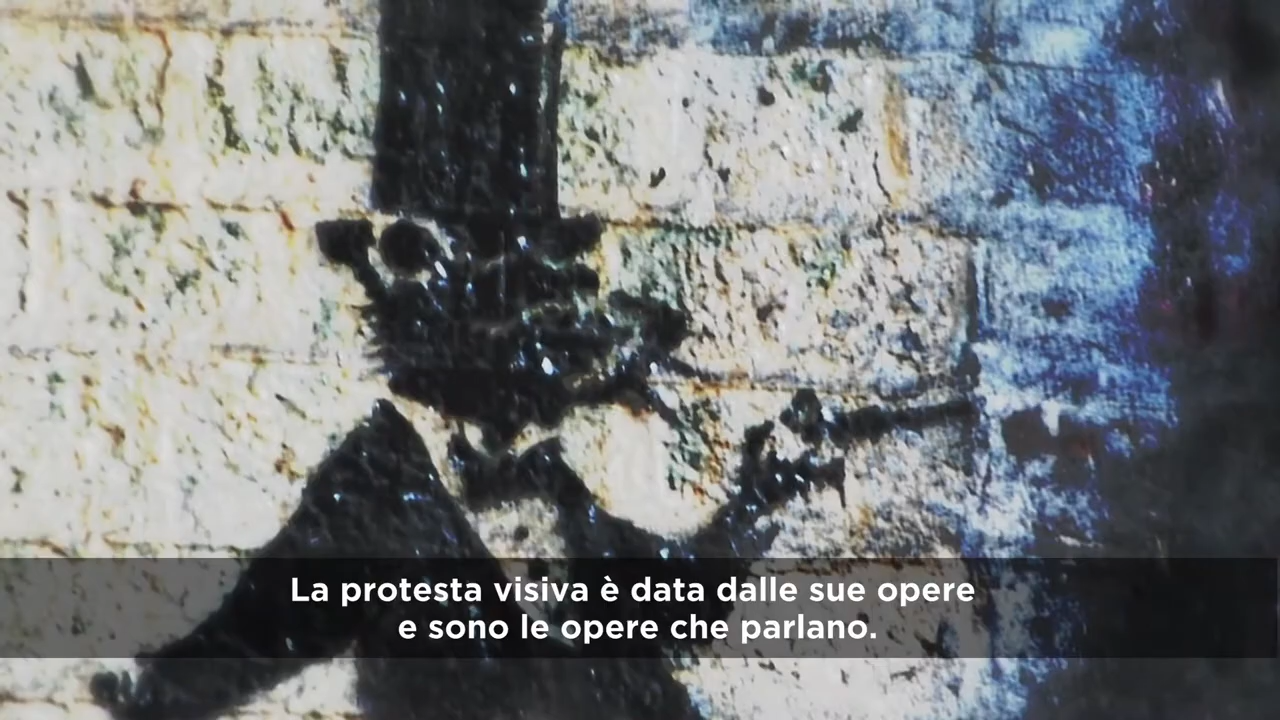 La protesta visiva è data dalle sue opere
e sono le opere che parlano.